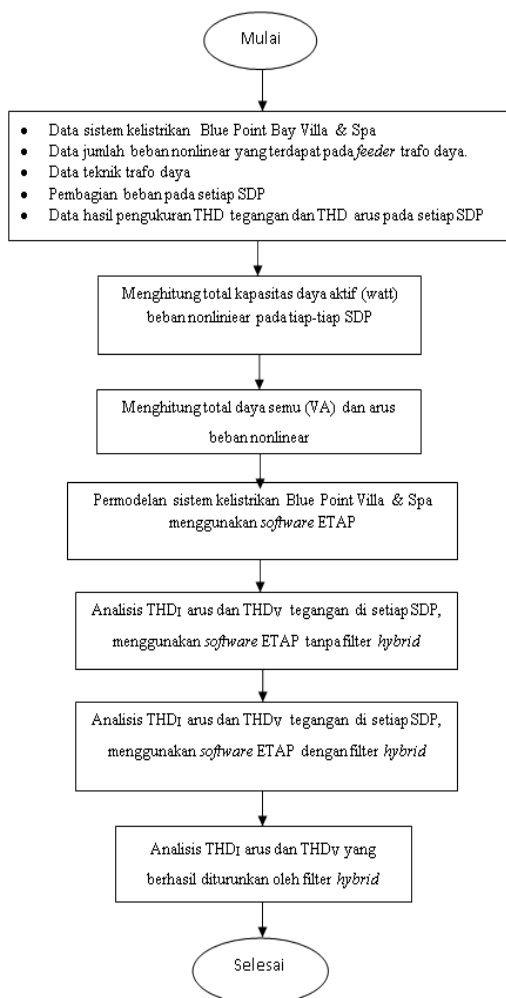 Mulai
• Data sistem kelistrikan Blue Point Bay Villa & Spa
• Data jumlah beban nonlinear yang terdapat pada feeder trafo daya.
• Data teknik trafo daya
• Pembagian beban pada setiap SDP
• Data hasil pengukuran THD tegangan dan THD arus pada setiap SDP
Menghitung total kapasitas daya aktif (watt)
beban nonliniear pada tiap-tiap SDP
Menghitung total daya semu (VA) dan arus
beban nonlinear
Permodelan sistem kelistrikan Blue Point Villa & Spa
menggunakan software ETAP
Analisis THDI arus dan THDV tegangan di setiap SDP,
menggunakan software ETAP tanpa filter hybrid
Analisis THDI arus dan THDV tegangan di setiap SDP,
menggunakan software ETAP dengan filter hybrid
Analisis THDI arus dan THDV yang
berhasil diturunkan oleh filter hybrid
Selesai